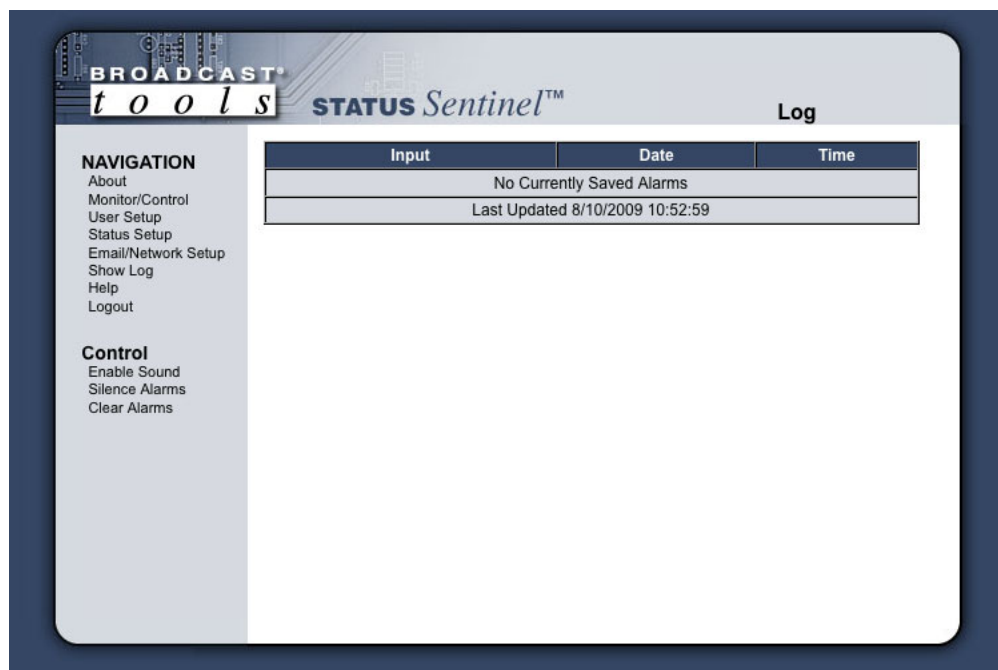 BROADCAST®
tools
STATUS Sentinel™
Log
NAVIGATION
About
Monitor/Control
User Setup
Status Setup
Email/Network Setup
Show Log
Help
Logout
Control
Enable Sound
Silence Alarms
Clear Alarms
Input Date Time
No Currently Saved Alarms
Last Updated 8/10/2009 10:52:59